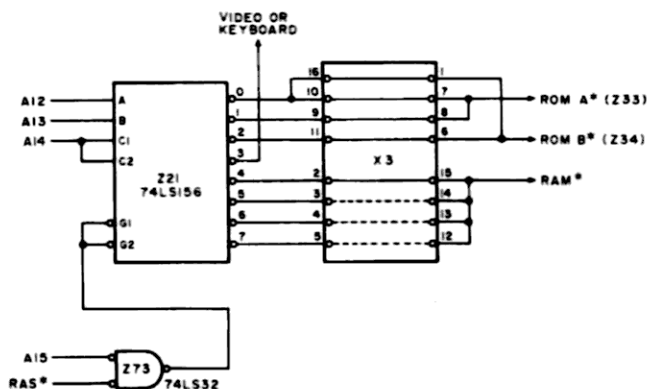 VIDEO OR
KEYBOARD
A12
A13
A14
A
B
C1
C2
G1
G2
Z21
74LS156
0
1
2
3
4
5
6
7
16
10
9
11
2
3
4
5
X3
1
7
8
6
15
14
13
12
ROM A* (Z33)
ROM B* (Z34)
RAM*
A15
RAS*
Z73
74LS32